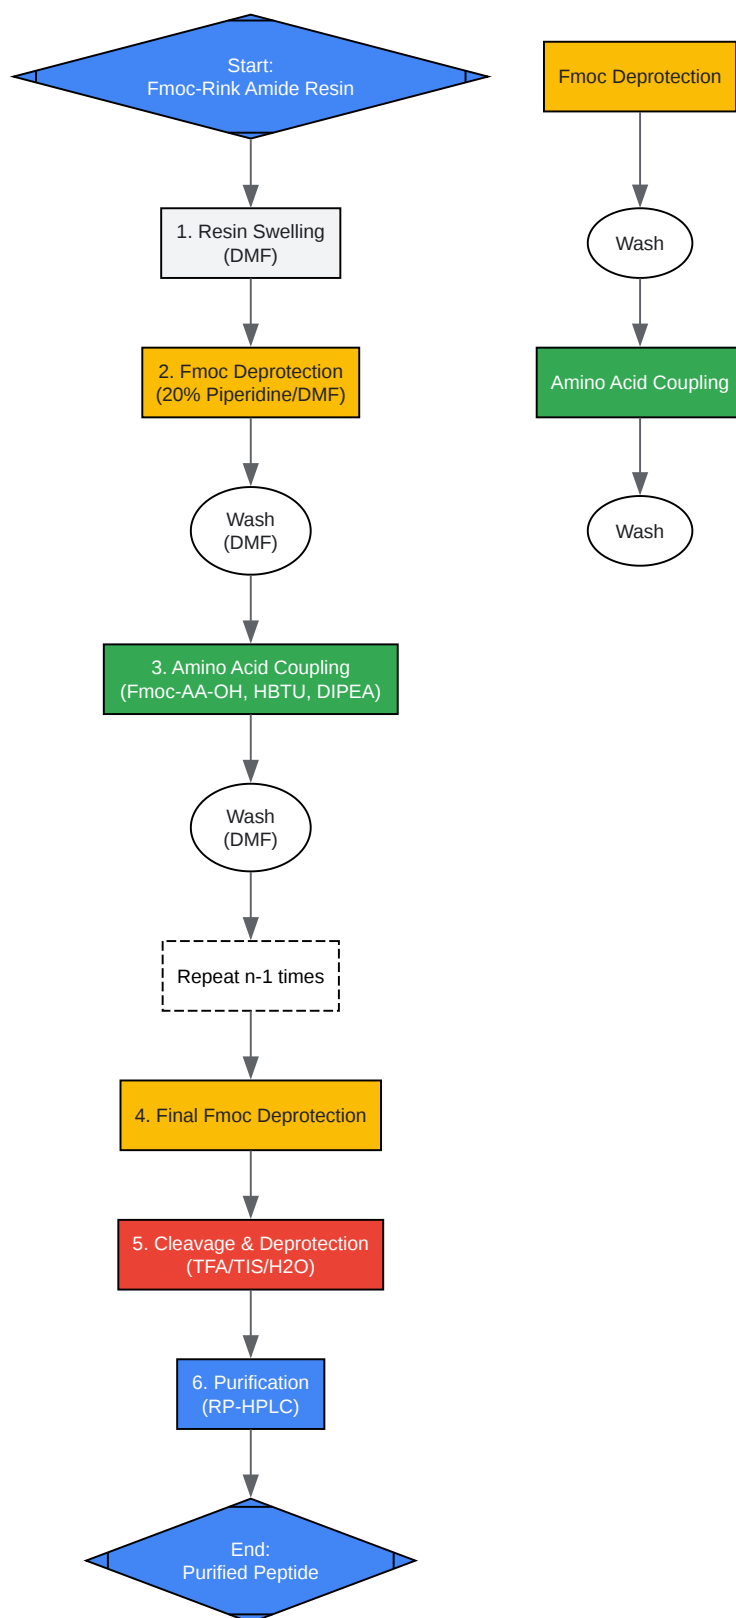 Start:
Fmoc-Rink Amide Resin
1. Resin Swelling
(DMF)
2. Fmoc Deprotection
(20% Piperidine/DMF)
Wash
(DMF)
3. Amino Acid Coupling
(Fmoc-AA-OH, HBTU, DIPEA)
Wash
(DMF)
Repeat n-1 times
4. Final Fmoc Deprotection
5. Cleavage & Deprotection
(TFA/TIS/H2O)
6. Purification
(RP-HPLC)
End:
Purified Peptide
Fmoc Deprotection
Wash
Amino Acid Coupling
Wash